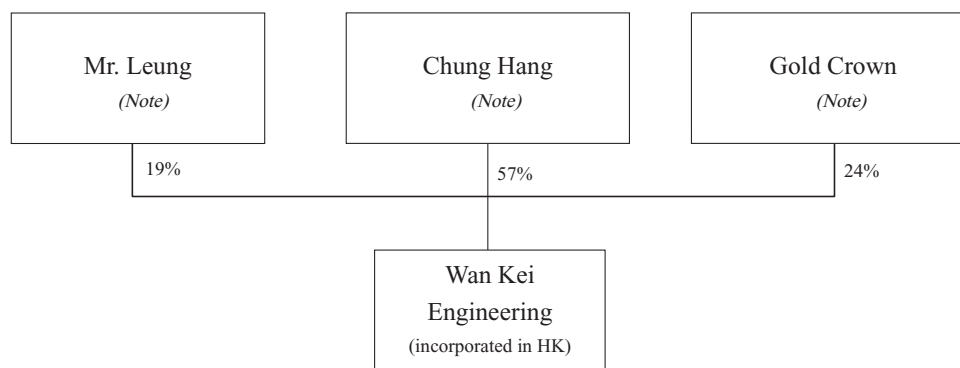 Mr. Leung
(Note)
Chung Hang
(Note)
Gold Crown
(Note)
19%
57%
24%
Wan Kei
Engineering
(incorporated in HK)